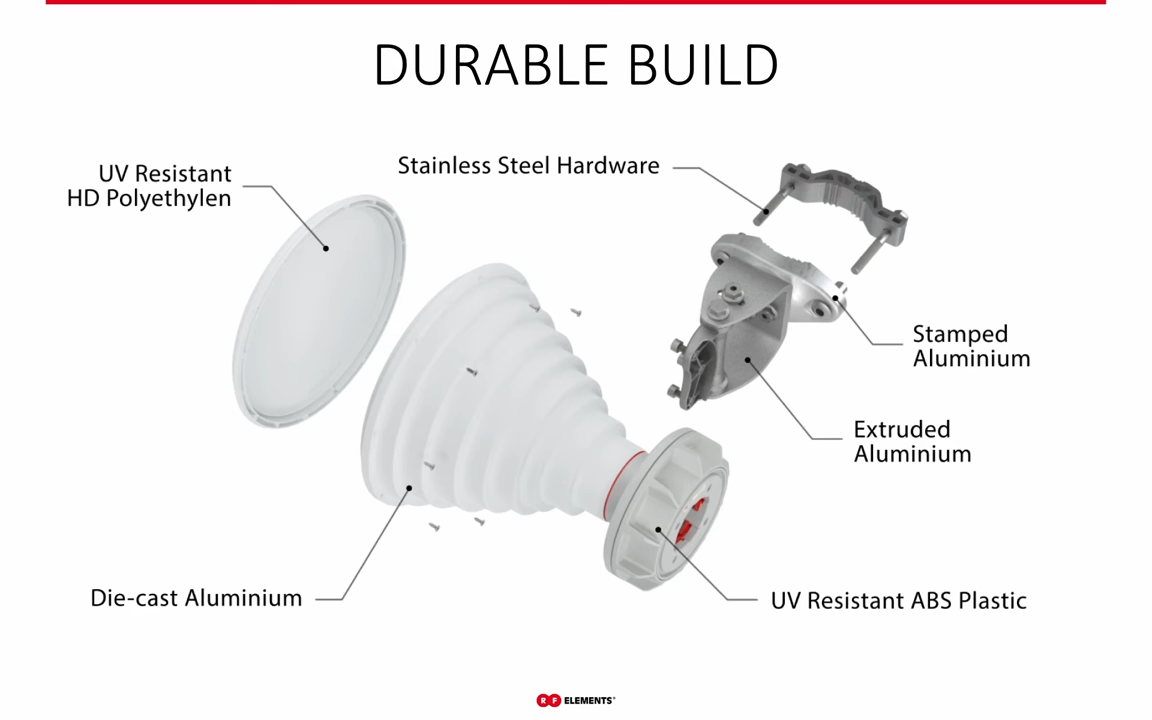 DURABLE BUILD
UV Resistant
HD Polyethylen
Stainless Steel Hardware
Stamped
Aluminium
Extruded
Aluminium
Die-cast Aluminium
UV Resistant ABS Plastic
RF ELEMENTS®